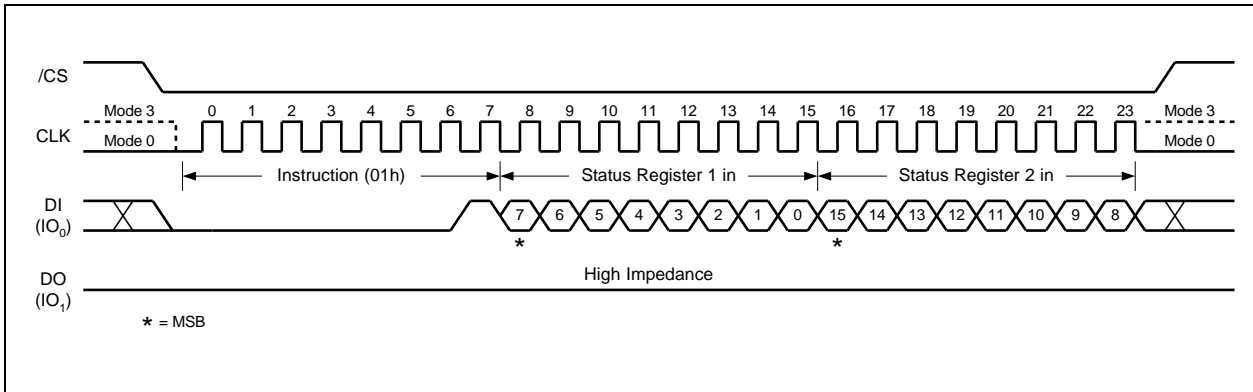 /CS
Mode 3 0 1 2 3 4 5 6 7 8 9 10 11 12 13 14 15 16 17 18 19 20 21 22 23 Mode 3
CLK
Mode 0 Mode 0
Instruction (01h) Status Register 1 in Status Register 2 in
DI
(IO0)
7 6 5 4 3 2 1 0 15 14 13 12 11 10 9 8
* *
High Impedance
DO
(IO1)
* = MSB